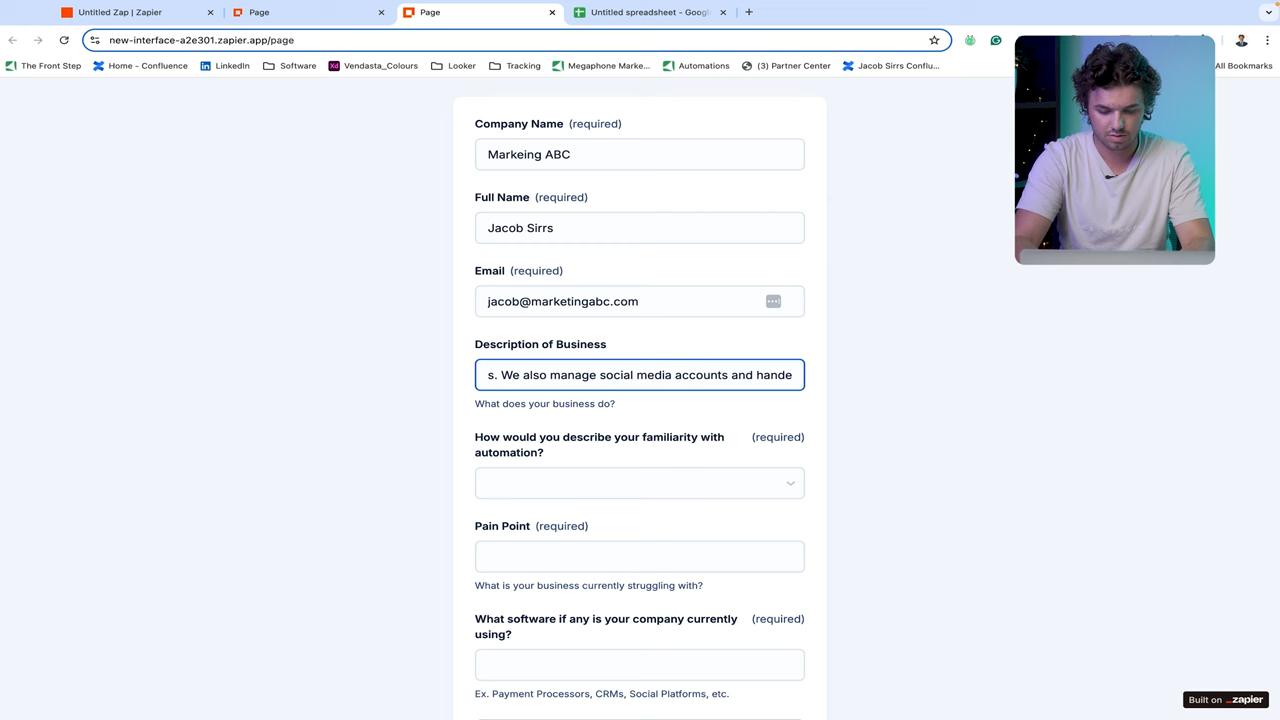 Untitled Zap | Zapier
Page
Page
Untitled spreadsheet - Googl
new-interface-a2e301.zapier.app/page
The Front Step
Home - Confluence
LinkedIn
Software
Xd
Vendasta_Colours
Looker
Tracking
Megaphone Marke...
Automations
(3) Partner Center
Jacob Sirrs Conflu...
All Bookmarks
Company Name (required)
Markeing ABC
Full Name (required)
Jacob Sirrs
Email (required)
jacob@marketingabc.com
Description of Business
s. We also manage social media accounts and hande
What does your business do?
How would you describe your familiarity with (required)
automation?
Pain Point (required)
What is your business currently struggling with?
What software if any is your company currently (required)
using?
Ex. Payment Processors, CRMs, Social Platforms, etc.
Built on zapier